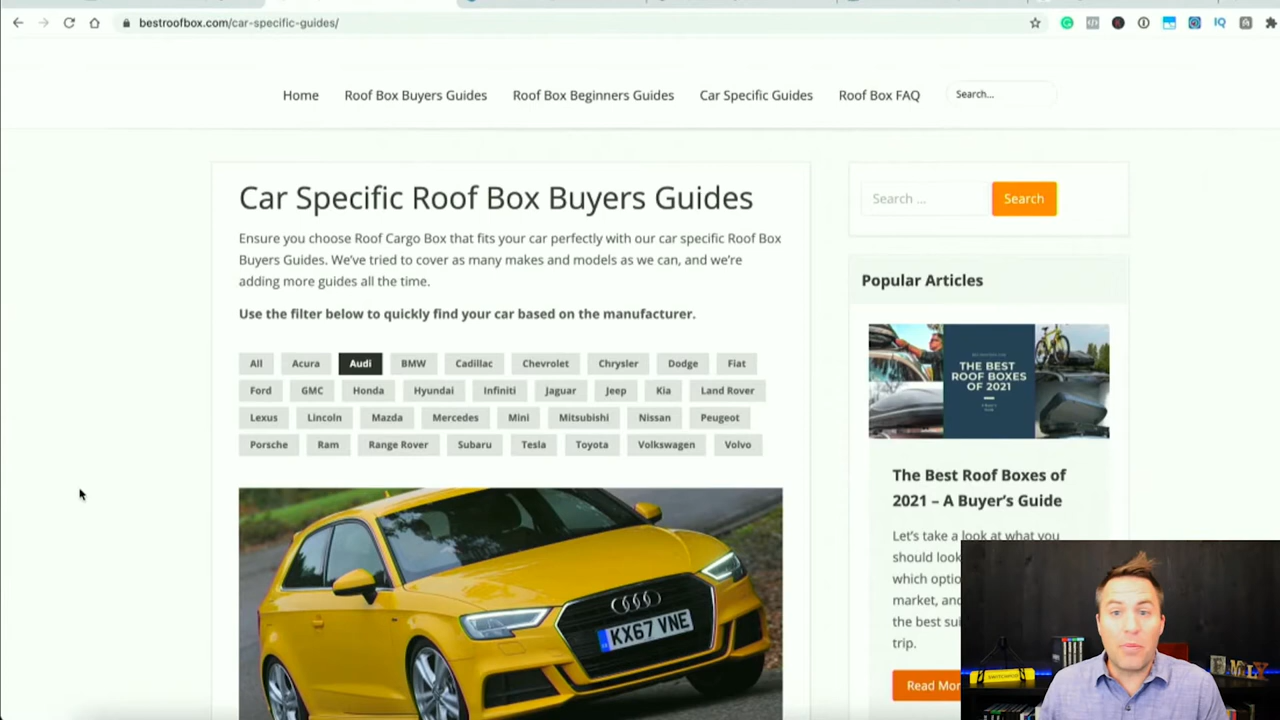 bestroofbox.com/car-specific-guides/
Home Roof Box Buyers Guides Roof Box Beginners Guides Car Specific Guides Roof Box FAQ Search...
Car Specific Roof Box Buyers Guides
Ensure you choose Roof Cargo Box that fits your car perfectly with our car specific Roof Box
Buyers Guides. We've tried to cover as many makes and models as we can, and we're
adding more guides all the time.
Use the filter below to quickly find your car based on the manufacturer.
All Acura Audi BMW Cadillac Chevrolet Chrysler Dodge Fiat
Ford GMC Honda Hyundai Infiniti Jaguar Jeep Kia Land Rover
Lexus Lincoln Mazda Mercedes Mini Mitsubishi Nissan Peugeot
Porsche Ram Range Rover Subaru Tesla Toyota Volkswagen Volvo
KX67 VNE
Search ... Search
Popular Articles
THE BEST
ROOF BOXES
OF 2021
The Best Roof Boxes of
2021 – A Buyer's Guide
Let's take a look at what you
should look
which optio
market, and
the best sui
trip.
Read Mor
SWITCHPOD
IQ